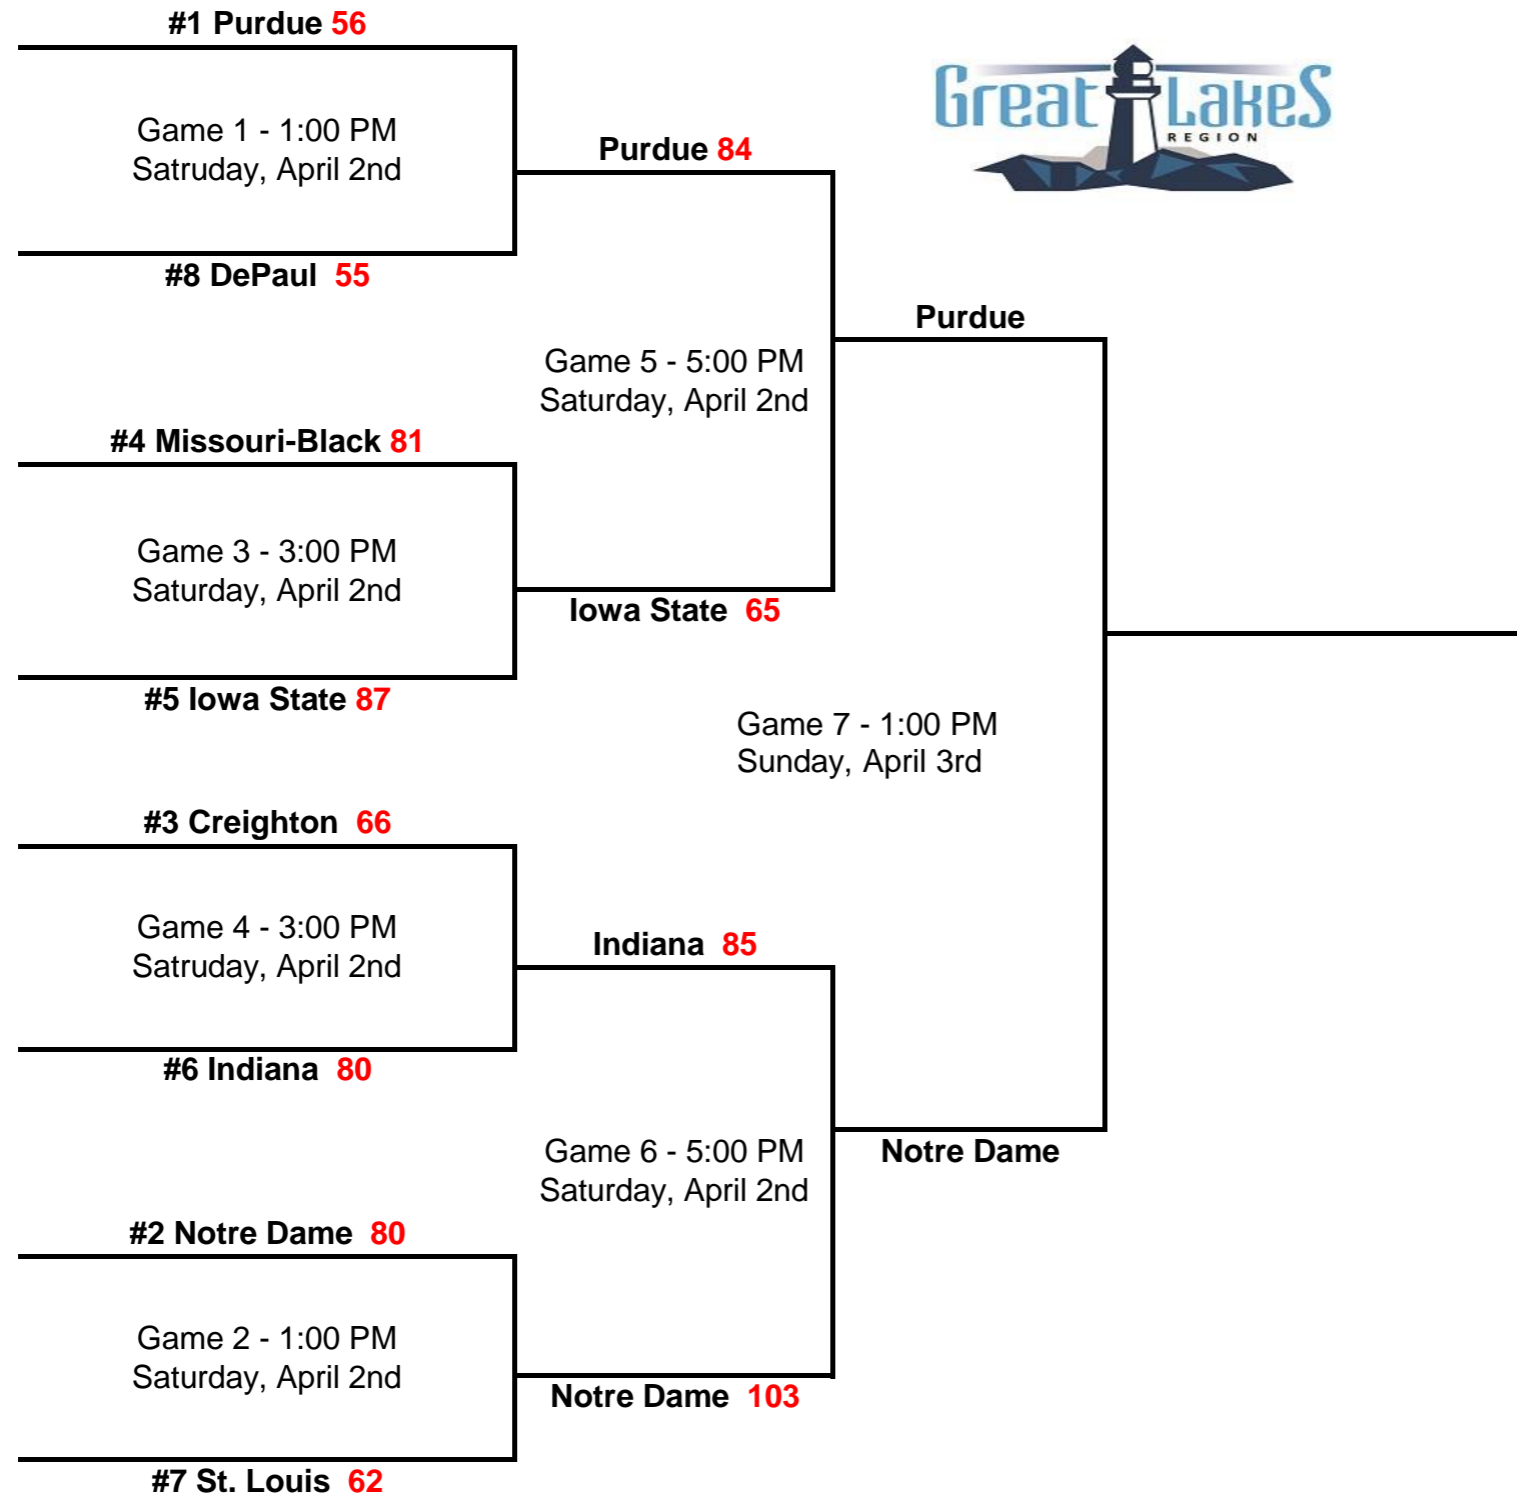 #1 Purdue 56
Great Lakes
REGION
Game 1 - 1:00 PM
Satruday, April 2nd
Purdue 84
#8 DePaul 55
Purdue
Game 5 - 5:00 PM
Saturday, April 2nd
#4 Missouri-Black 81
Game 3 - 3:00 PM
Saturday, April 2nd
Iowa State 65
#5 Iowa State 87
Game 7 - 1:00 PM
Sunday, April 3rd
#3 Creighton 66
Game 4 - 3:00 PM
Satruday, April 2nd
Indiana 85
#6 Indiana 80
Game 6 - 5:00 PM
Saturday, April 2nd
Notre Dame
#2 Notre Dame 80
Game 2 - 1:00 PM
Saturday, April 2nd
Notre Dame 103
#7 St. Louis 62